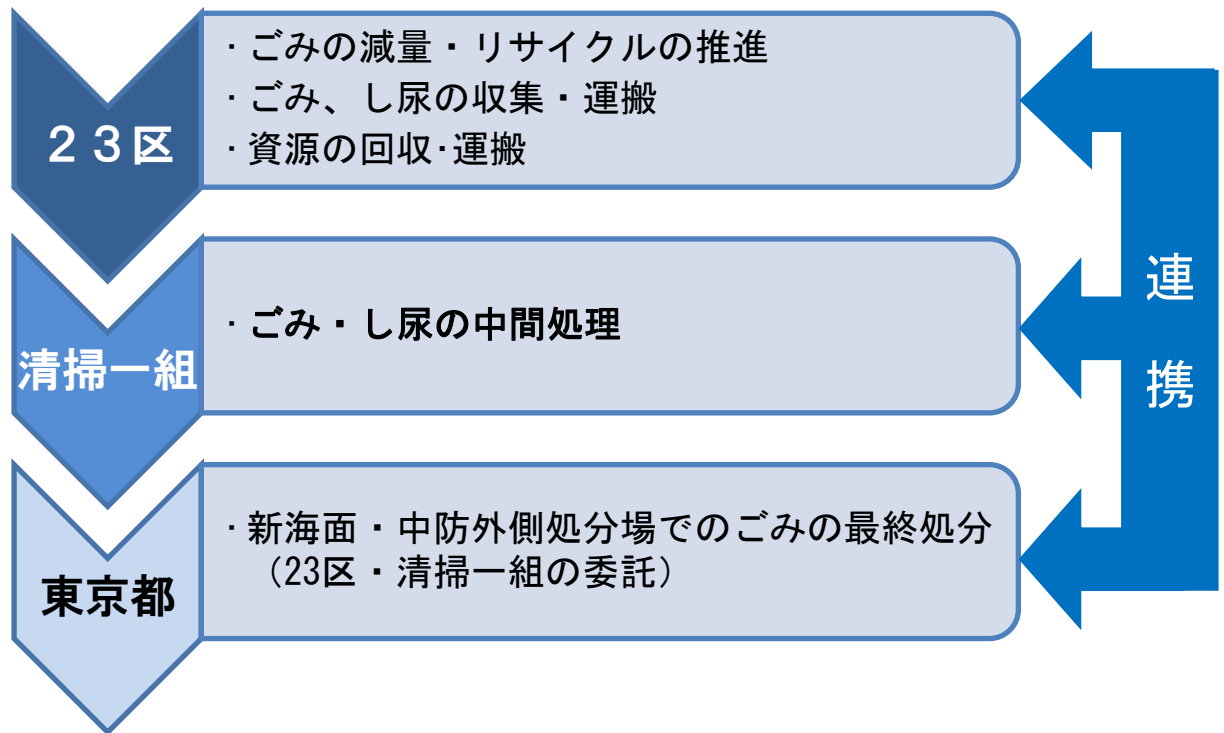 ２３区
・ごみの減量・リサイクルの推進
・ごみ、し尿の収集・運搬
・資源の回収・運搬
清掃一組
・ごみ・し尿の中間処理
東京都
・新海面・中防外側処分場でのごみの最終処分
（23区・清掃一組の委託）
連携